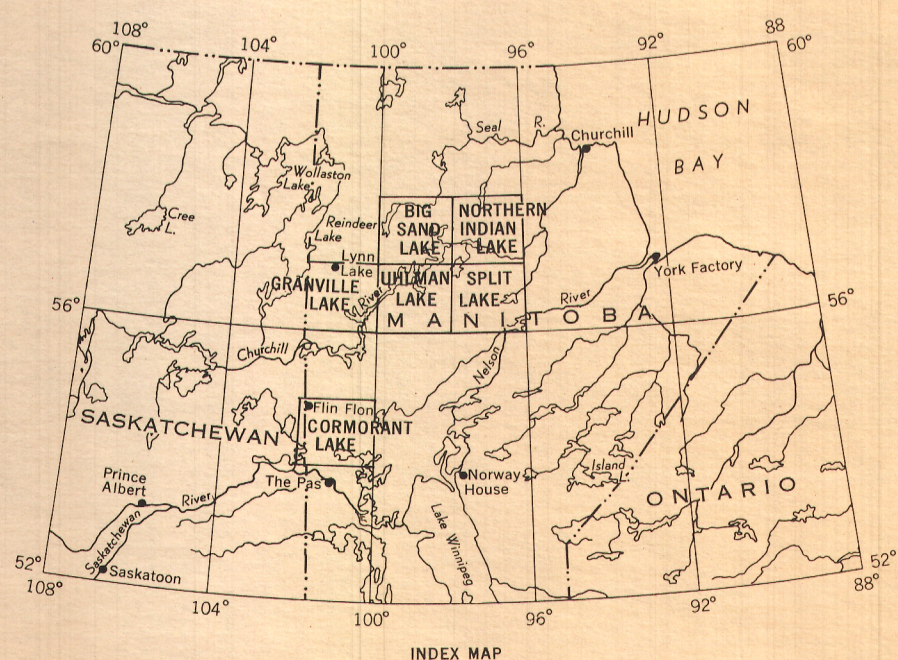 108°
104°
100°
96°
92°
88
60°
60°
HUDSON
BAY
Seal R.
Churchill
Wollaston
Lake
Cree
L.
Reindeer
Lake
BIG
SAND
LAKE
NORTHERN
INDIAN
LAKE
Lynn
Lake
York Factory
GRANVILLE
LAKE
River
UHLMAN
LAKE
SPLIT
LAKE
River
56°
56°
MANITOBA
Churchill
Nelson
Flin Flon
CORMORANT
LAKE
SASKATCHEWAN
Island
L.
Norway
House
The Pas
Prince
Albert
River
ONTARIO
Saskatchewan
Lake Winnipeg
Saskatoon
52°
52°
108°
104°
100°
96°
92°
88°
INDEX MAP